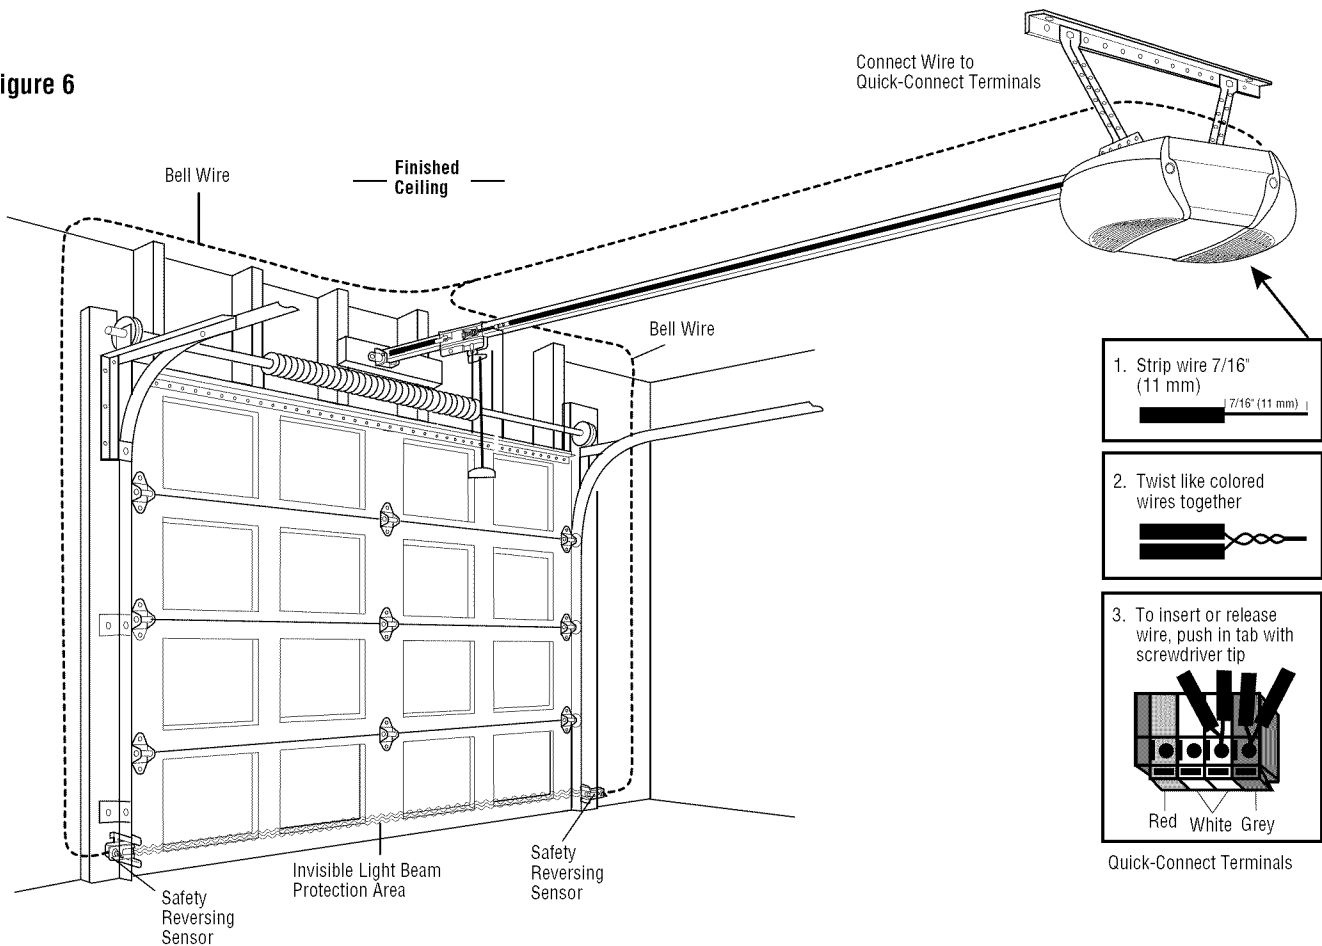 igure 6
Connect Wire to
Quick-Connect Terminals
Bell Wire
Finished
Ceiling
Bell Wire
1. Strip wire 7/16"
(11 mm)
7/16" (11 mm)
2. Twist like colored
wires together
3. To insert or release
wire, push in tab with
screwdriver tip
Red White Grey
Quick-Connect Terminals
Invisible Light Beam
Protection Area
Safety
Reversing
Sensor
Safety
Reversing
Sensor